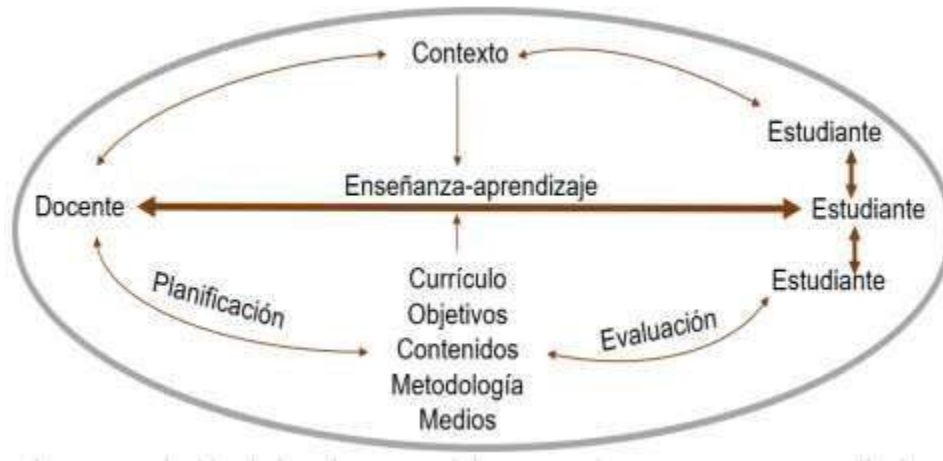 Contexto
Estudiante
Enseñanza-aprendizaje
Docente
Estudiante
Planificación
Currículo
Objetivos
Contenidos
Metodología
Medios
Evaluación
Estudiante